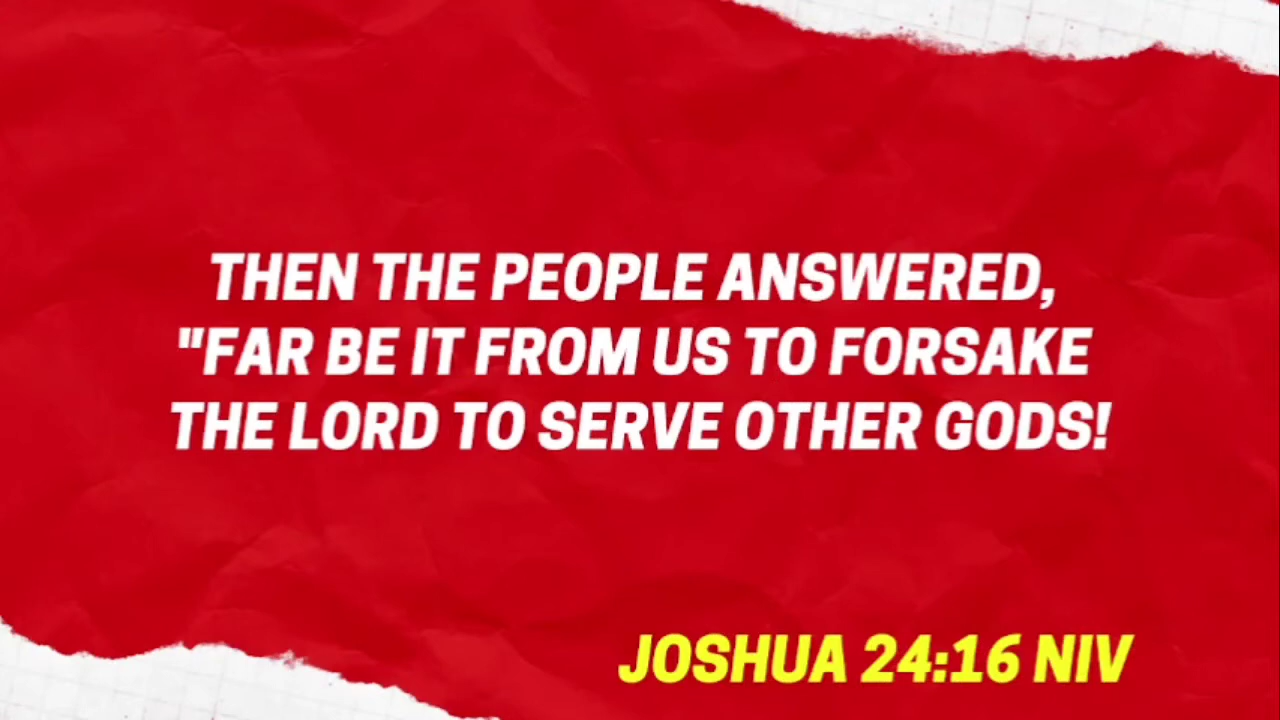 THEN THE PEOPLE ANSWERED,
"FAR BE IT FROM US TO FORSAKE
THE LORD TO SERVE OTHER GODS!
JOSHUA 24:16 NIV